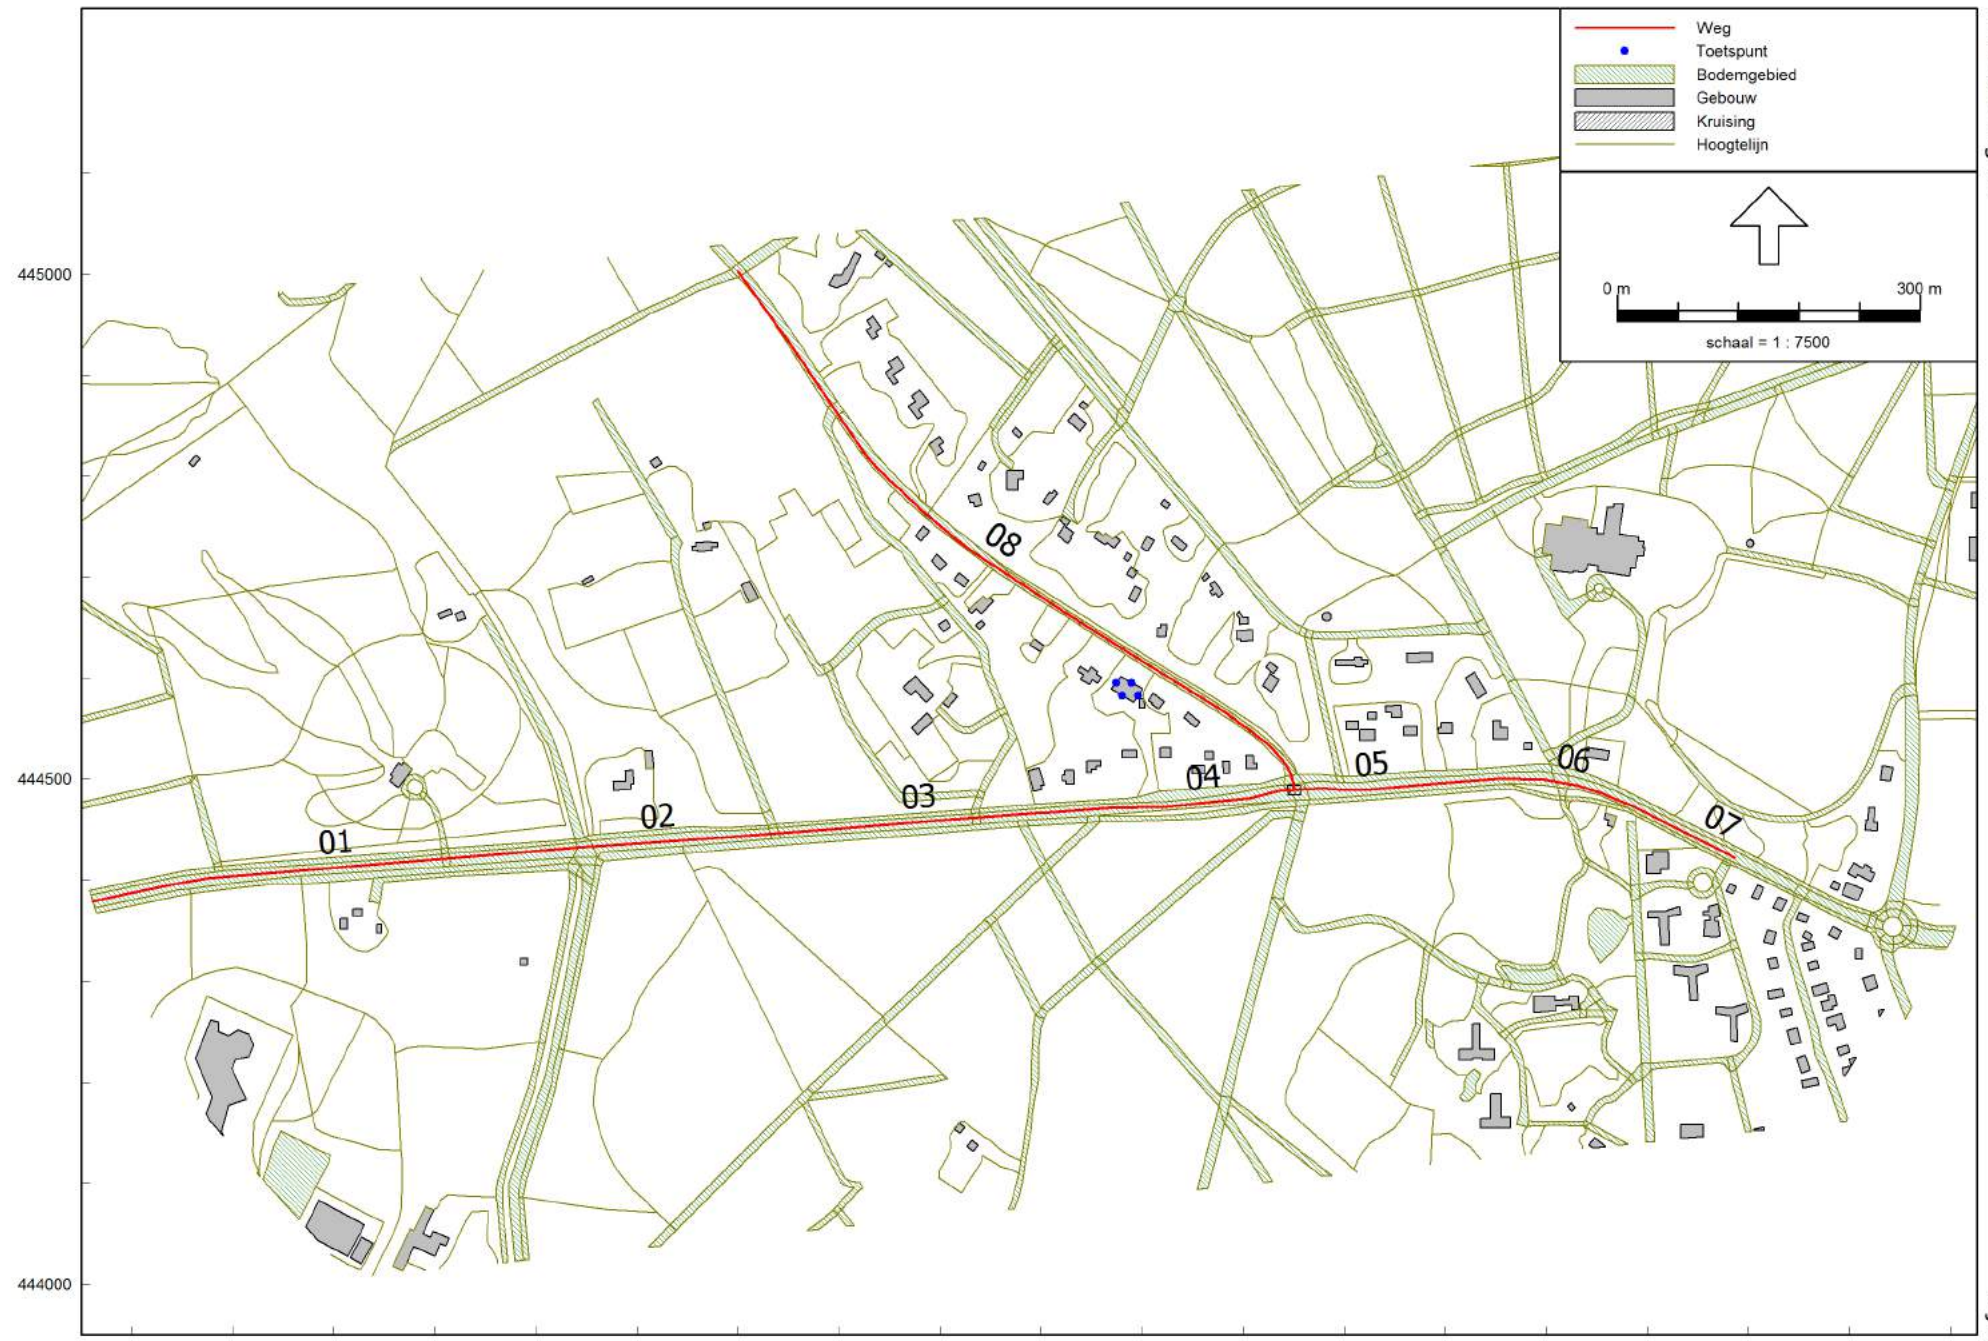 Weg
Toetspunt
Bodemgebied
Gebouw
Kruising
Hoogtelijn
0 m 300 m
schaal = 1 : 7500
445000
08
444500
01
02
03
04
05
06
07
444000